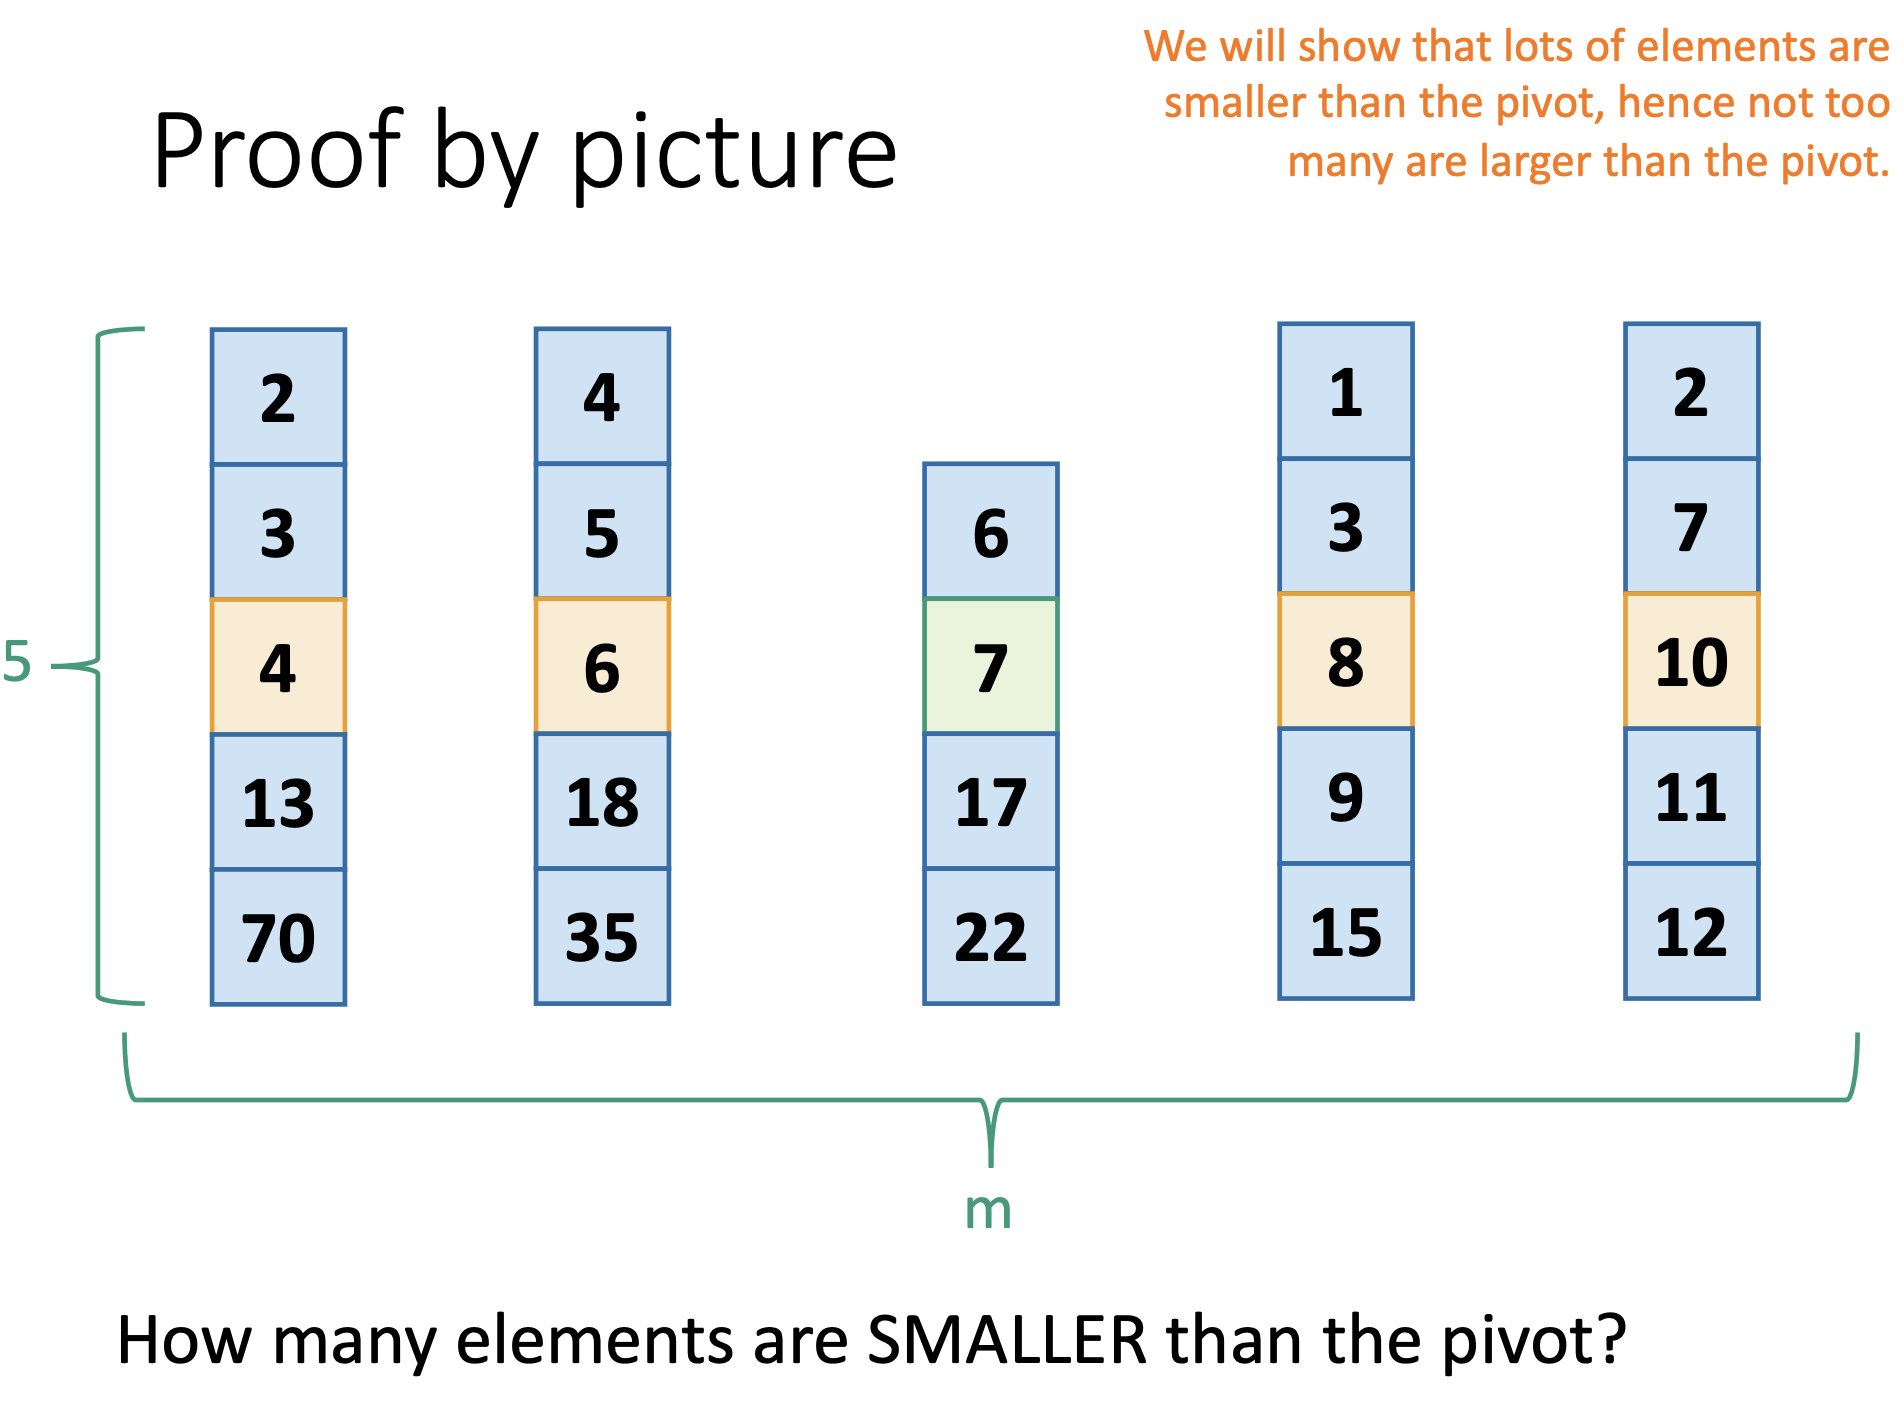 We will show that lots of elements are
smaller than the pivot, hence not too
many are larger than the pivot.
Proof by picture
2 4 1 2
3 5 6 3 7
5 4 6 7 8 10
13 18 17 9 11
70 35 22 15 12
m
How many elements are SMALLER than the pivot?